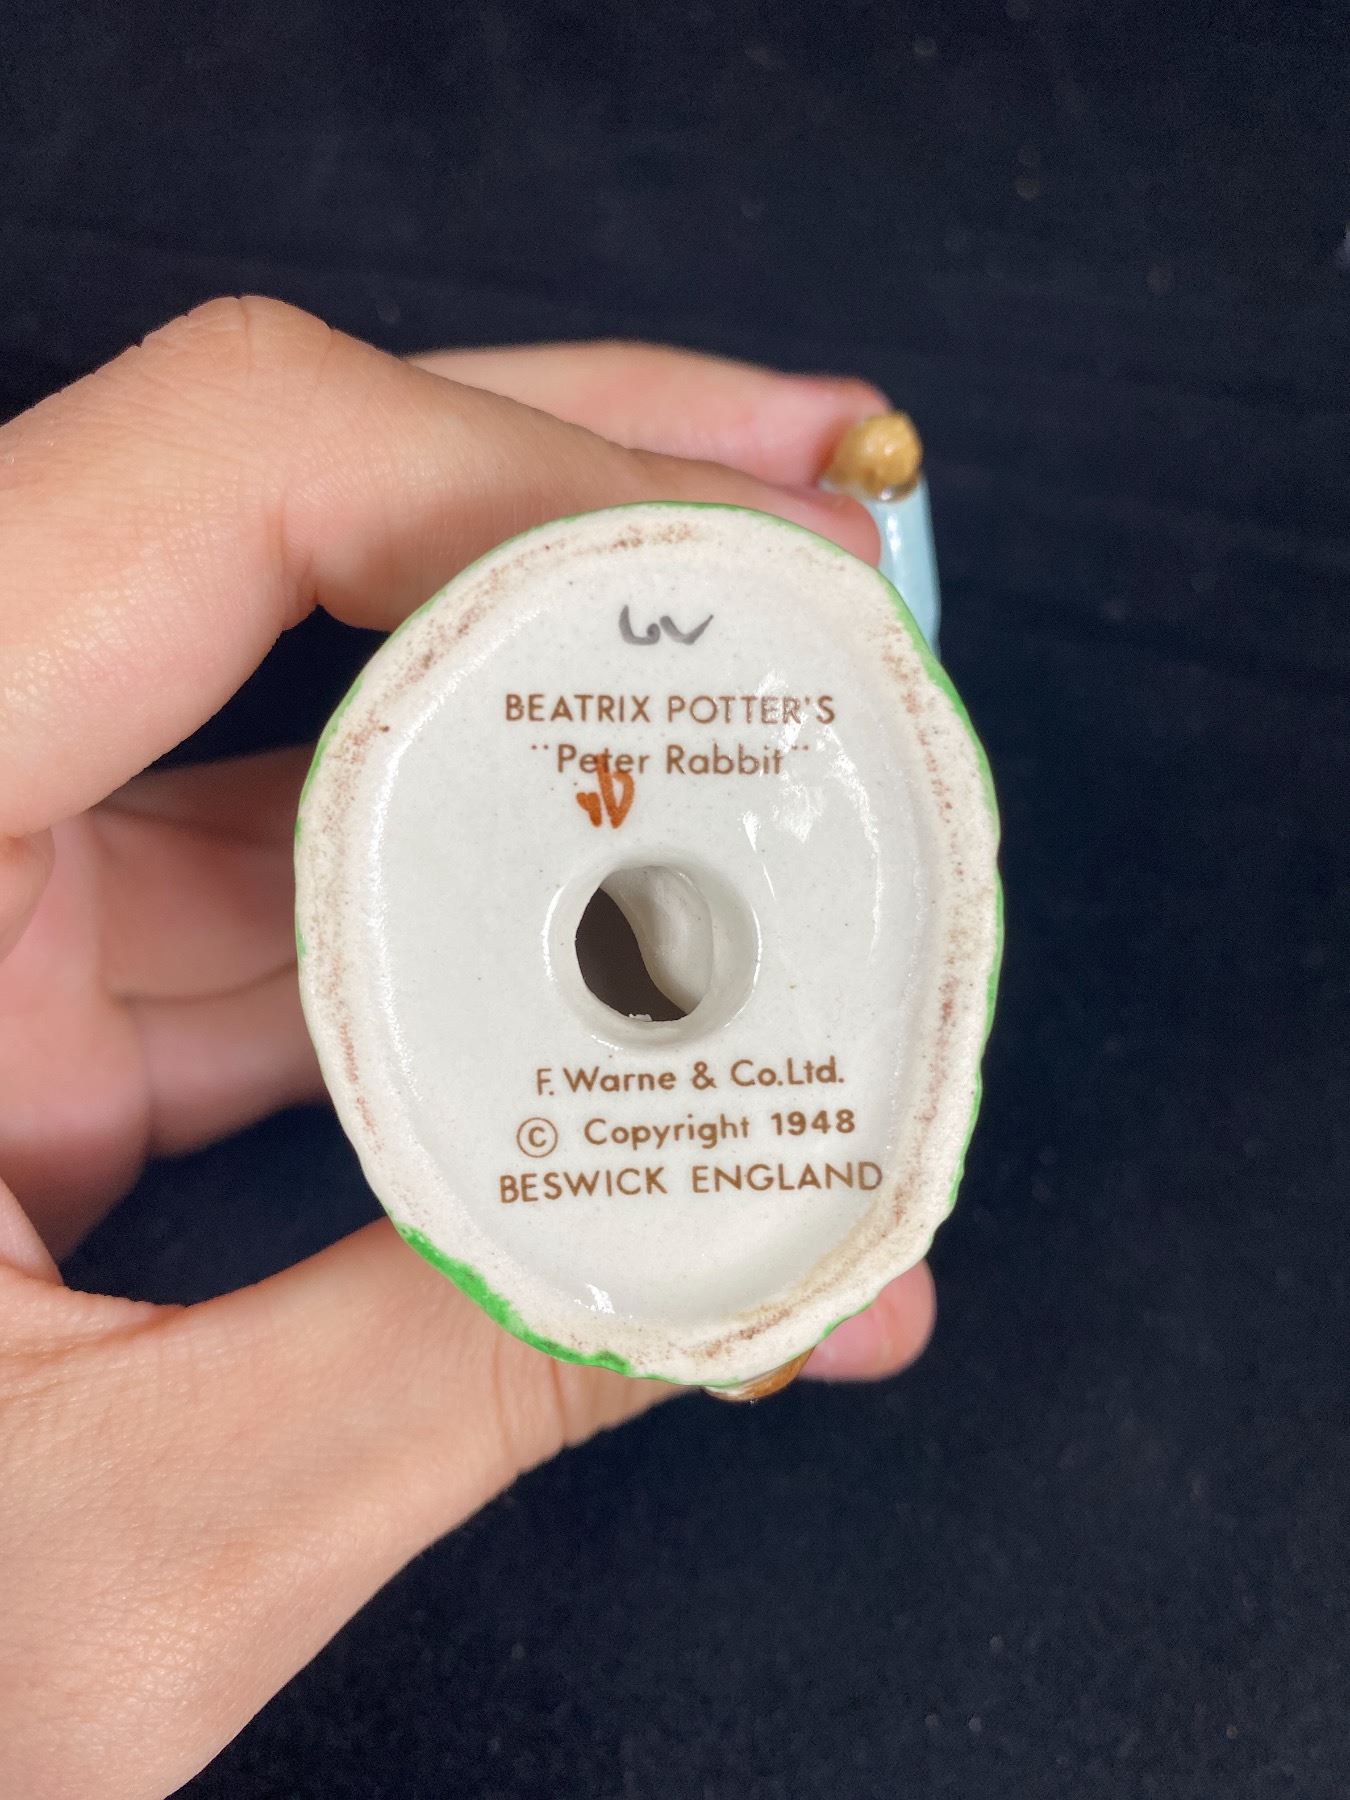 BEATRIX POTTER'S
"Peter Rabbit"
F. Warne & Co.Ltd.
© Copyright 1948
BESWICK ENGLAND